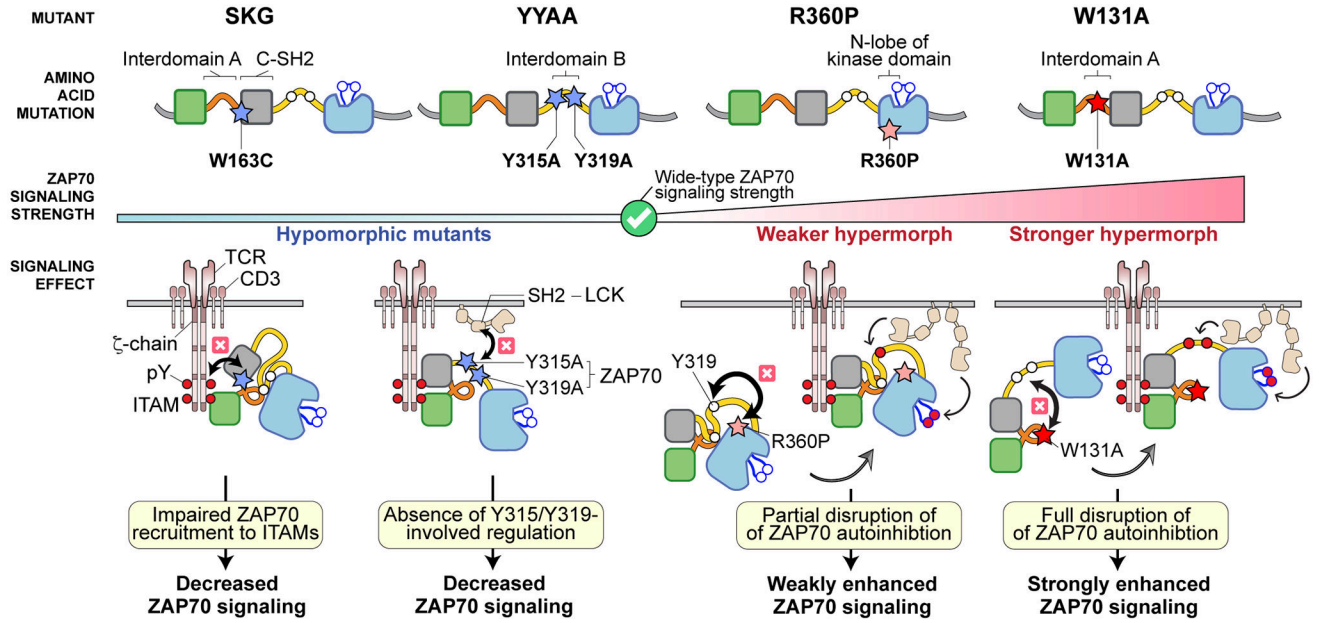 MUTANT
SKG
YYAA
R360P
W131A
AMINO
ACID
MUTATION
Interdomain A
C-SH2
W163C
Interdomain B
Y315A
Y319A
N-lobe of
kinase domain
R360P
Interdomain A
W131A
ZAP70
SIGNALING
STRENGTH
Wide-type ZAP70
signaling strength
Hypomorphic mutants
Weaker hypermorph
Stronger hypermorph
SIGNALING
EFFECT
TCR
CD3
ζ-chain
pY
ITAM
SH2 – LCK
Y315A
Y319A
ZAP70
Y319
R360P
W131A
Impaired ZAP70
recruitment to ITAMs
Absence of Y315/Y319-
involved regulation
Partial disruption of
of ZAP70 autoinhibtion
Full disruption of
of ZAP70 autoinhibtion
Decreased
ZAP70 signaling
Decreased
ZAP70 signaling
Weakly enhanced
ZAP70 signaling
Strongly enhanced
ZAP70 signaling